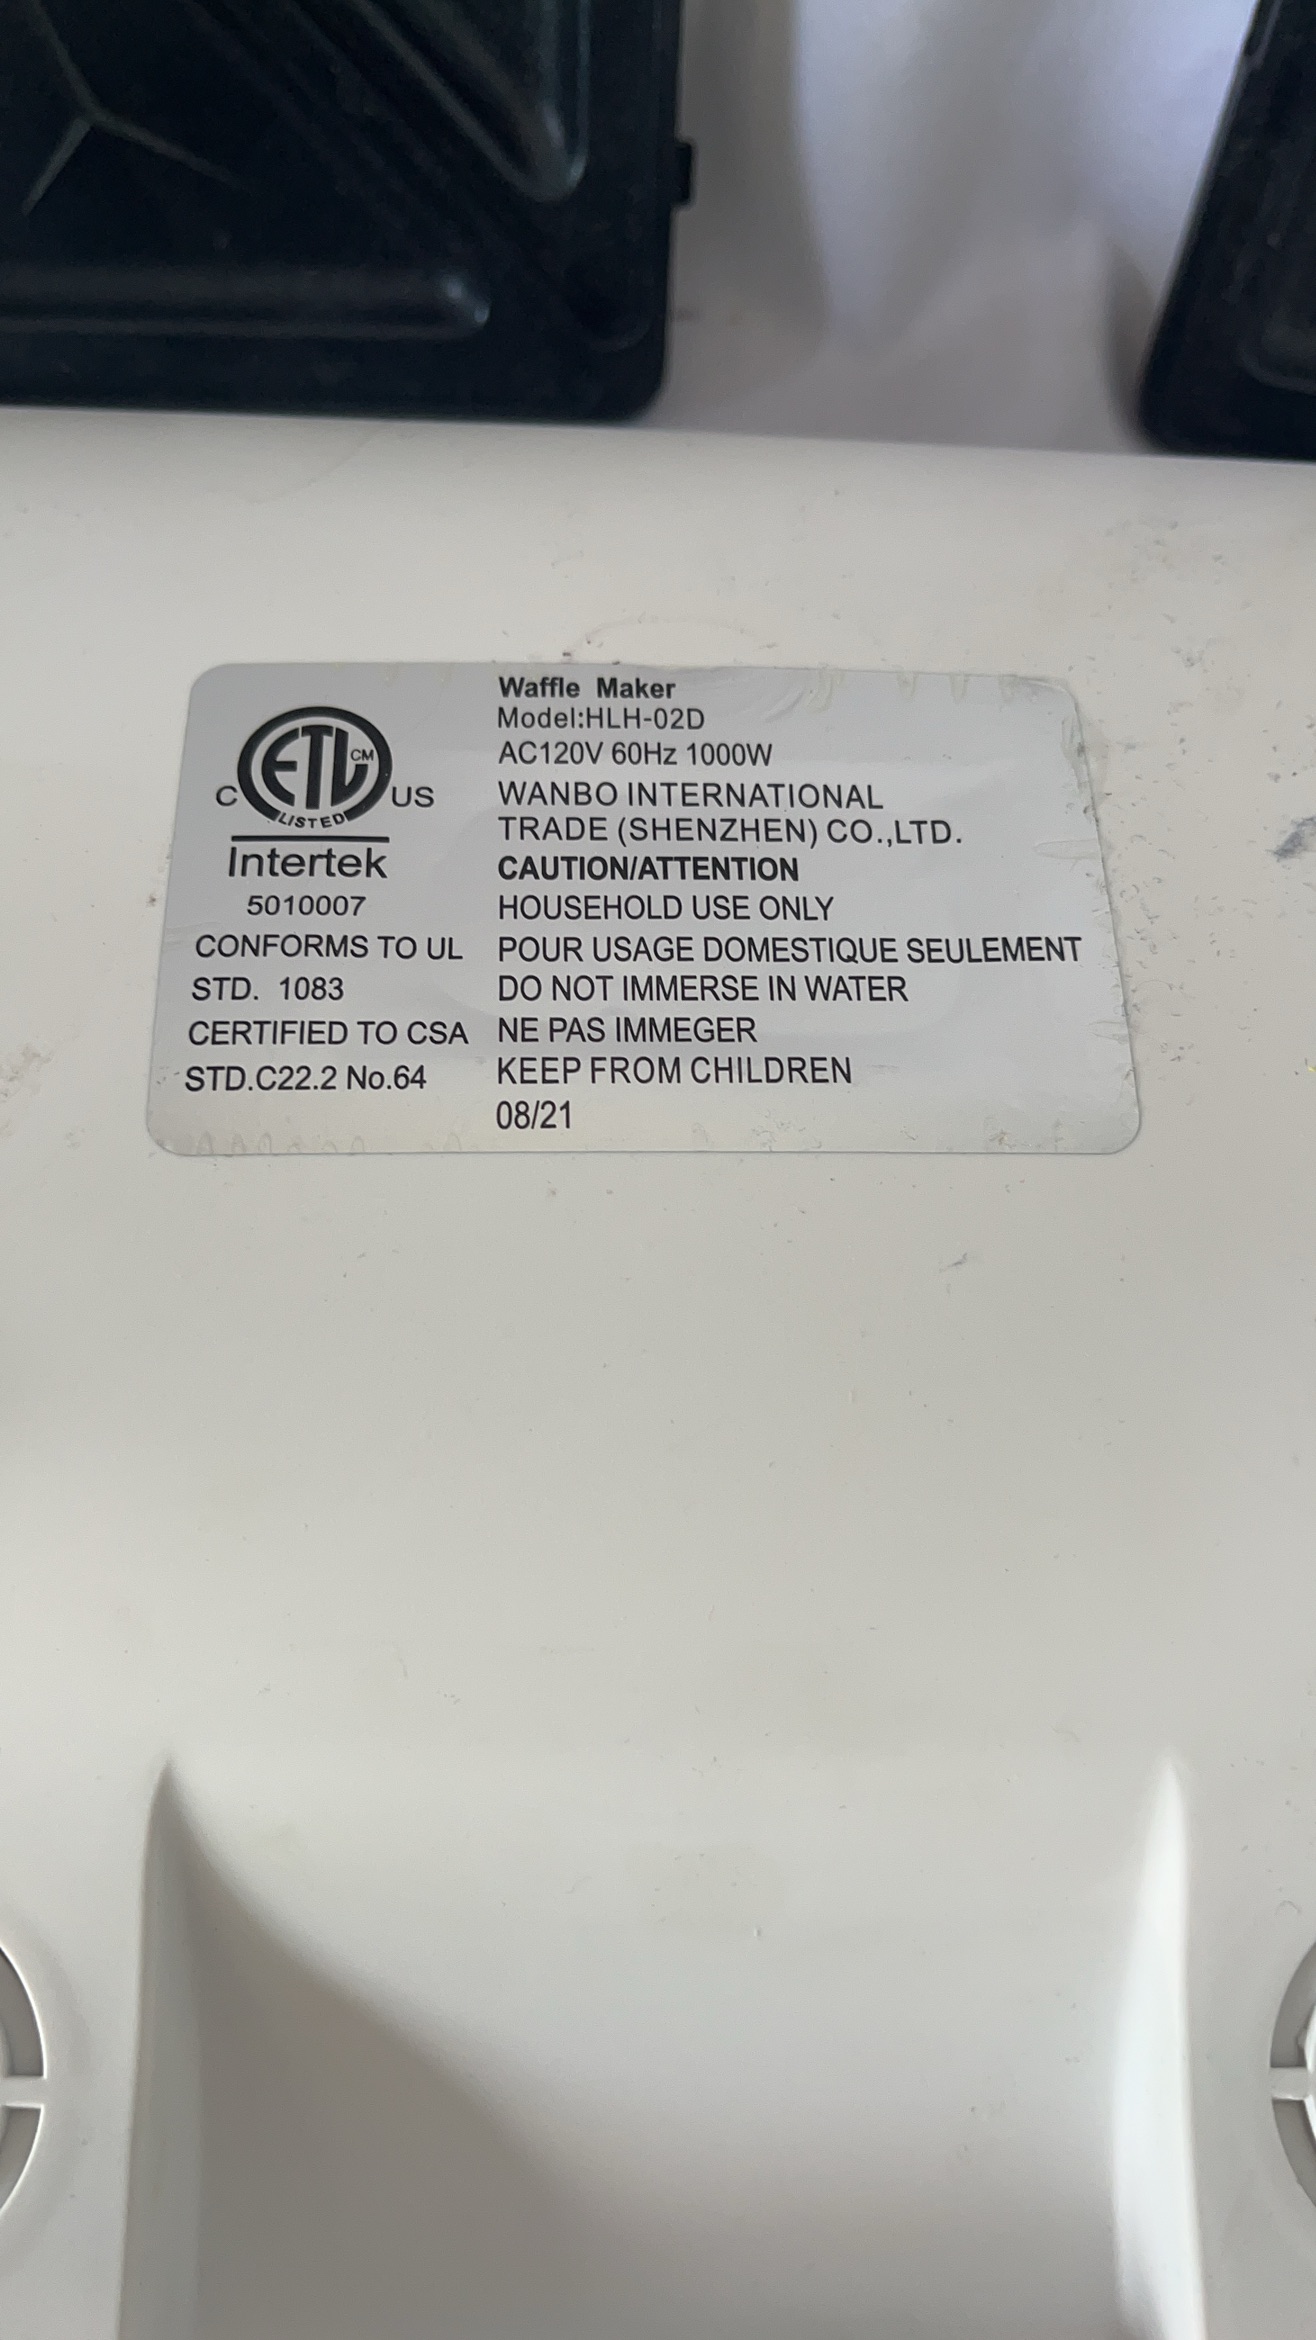 Waffle Maker
Model:HLH-02D
AC120V 60Hz 1000W
WANBO INTERNATIONAL
TRADE (SHENZHEN) CO.,LTD.
CAUTION/ATTENTION
HOUSEHOLD USE ONLY
POUR USAGE DOMESTIQUE SEULEMENT
DO NOT IMMERSE IN WATER
NE PAS IMMEGER
KEEP FROM CHILDREN
08/21
C ETL CM US
LISTED
Intertek
5010007
CONFORMS TO UL
STD. 1083
CERTIFIED TO CSA
STD.C22.2 No.64